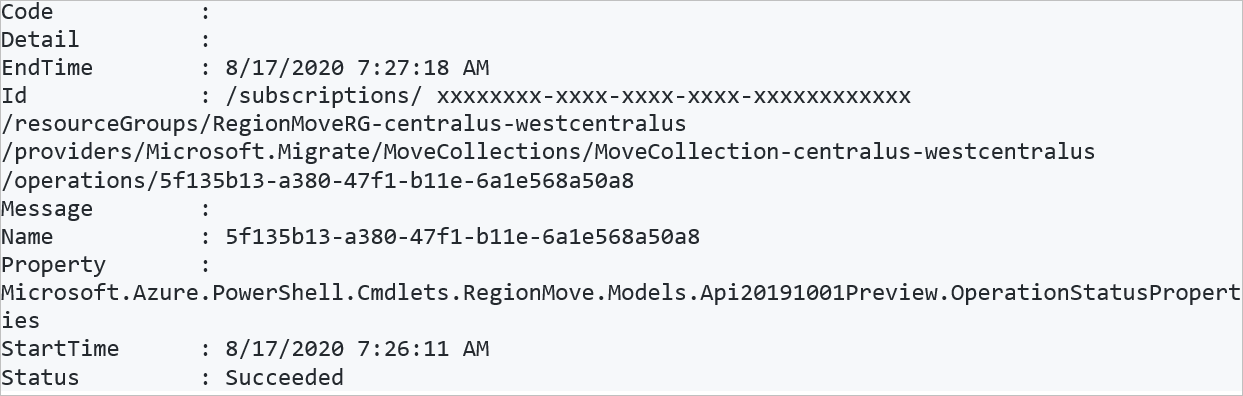 Code           :
Detail         :
EndTime        : 8/17/2020 7:27:18 AM
Id             : /subscriptions/ xxxxxxxx-xxxx-xxxx-xxxx-xxxxxxxxxxxx
/resourceGroups/RegionMoveRG-centralus-westcentralus
/providers/Microsoft.Migrate/MoveCollections/MoveCollection-centralus-westcentralus
/operations/5f135b13-a380-47f1-b11e-6a1e568a50a8
Message        :
Name           : 5f135b13-a380-47f1-b11e-6a1e568a50a8
Property       :
Microsoft.Azure.PowerShell.Cmdlets.RegionMove.Models.Api20191001Preview.OperationStatusPropert
ies
StartTime      : 8/17/2020 7:26:11 AM
Status         : Succeeded